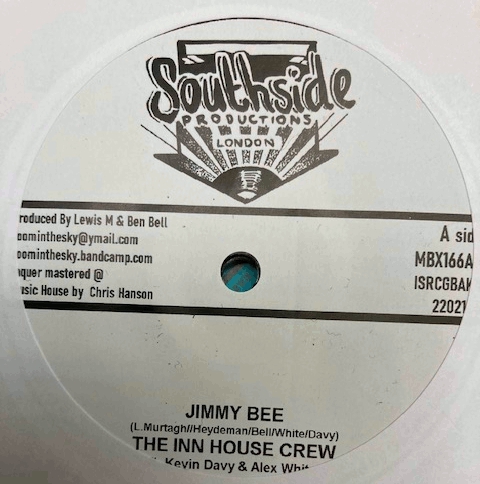 Southside
PRODUCTIONS
LONDON
roduced By Lewis M & Ben Bell
oominthesky@ymail.com
oominthesky.bandcamp.com
quer mastered @
usic House by Chris Hanson
A sid
MBX166A
ISRCGBAK
22021
JIMMY BEE
(L.Murtagh//Heydeman/Bell/White/Davy)
THE INN HOUSE CREW
Kevin Davy & Alex Whit